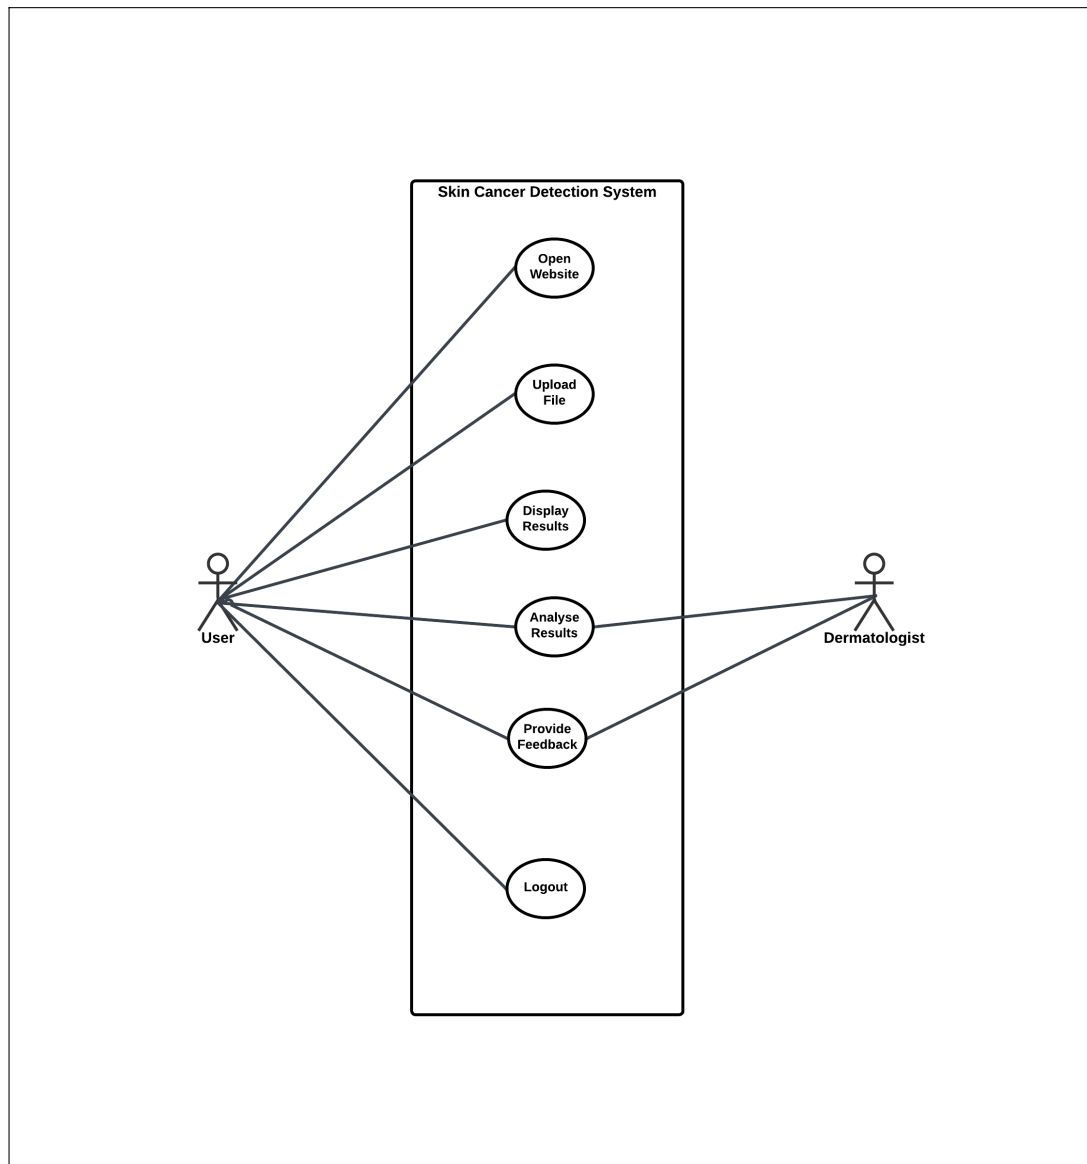 Skin Cancer Detection System
Open
Website
Upload
File
Display
Results
Analyse
Results
User
Dermatologist
Provide
Feedback
Logout